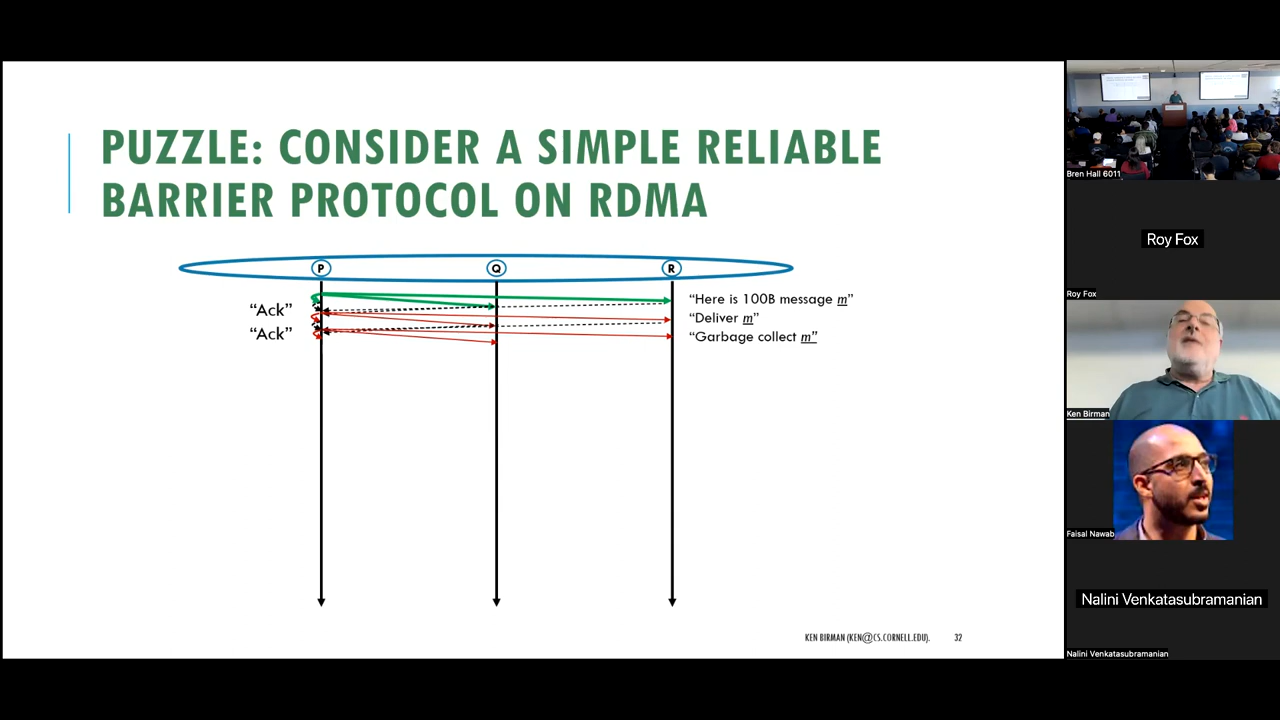 PUZZLE: CONSIDER A SIMPLE RELIABLE
BARRIER PROTOCOL ON RDMA
P Q R
"Ack"
"Ack"
"Here is 100B message m"
"Deliver m"
"Garbage collect m"
KEN BIRMAN (KEN@CS.CORNELL.EDU). 32
Bren Hall 6011
Roy Fox
Roy Fox
Ken Birman
Faisal Nawab
Nalini Venkatasubramanian
Nalini Venkatasubramanian